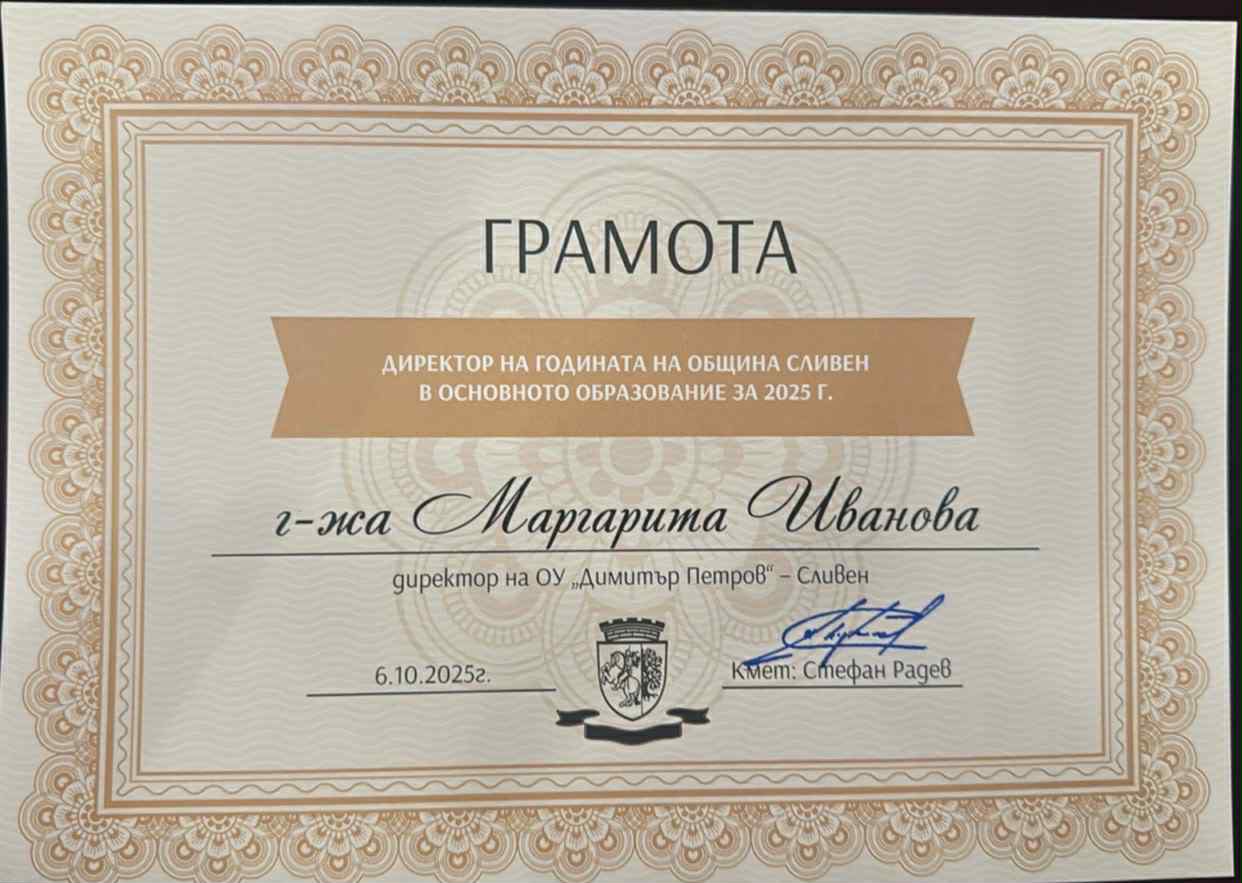 ГРАМОТА
ДИРЕКТОР НА ГОДИНАТА НА ОБЩИНА СЛИВЕН
В ОСНОВНОТО ОБРАЗОВАНИЕ ЗА 2025 Г.
г-жа Маргарита Иванова
директор на ОУ „Димитър Петров“ – Сливен
6.10.2025г.
Кмет: Стефан Радев